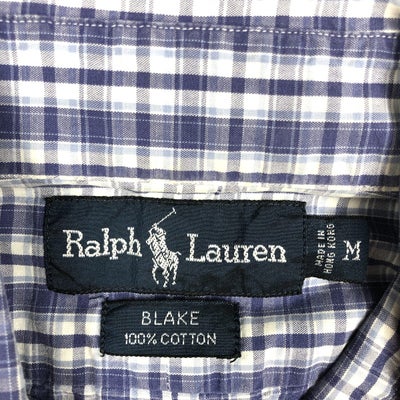 Ralph Lauren
MADE IN
HONG KONG
M
BLAKE
100% COTTON